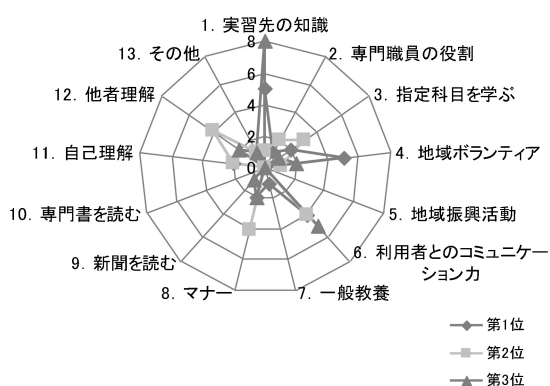 1. 実習先の知識
2. 専門職員の役割
3. 指定科目を学ぶ
4. 地域ボランティア
5. 地域振興活動
6. 利用者とのコミュニケー
ション力
7. 一般教養
8. マナー
9. 新聞を読む
10. 専門書を読む
11. 自己理解
12. 他者理解
13. その他
8
6
4
2
0
第1位
第2位
第3位